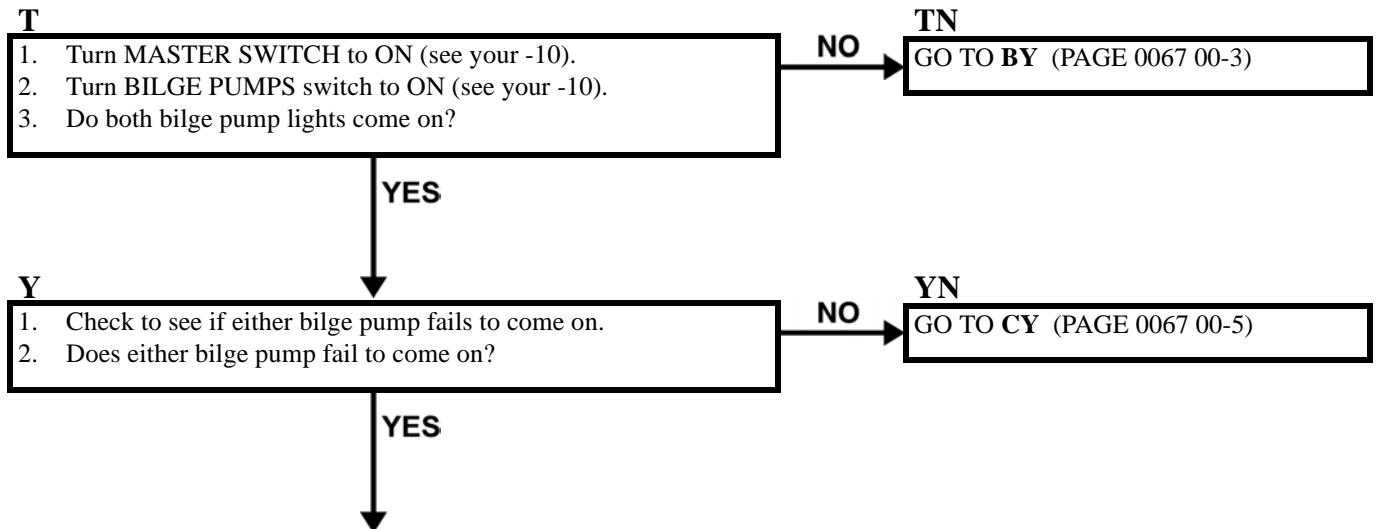 T
1. Turn MASTER SWITCH to ON (see your -10).
2. Turn BILGE PUMPS switch to ON (see your -10).
3. Do both bilge pump lights come on?
NO
TN
GO TO BY (PAGE 0067 00-3)
YES
Y
1. Check to see if either bilge pump fails to come on.
2. Does either bilge pump fail to come on?
NO
YN
GO TO CY (PAGE 0067 00-5)
YES